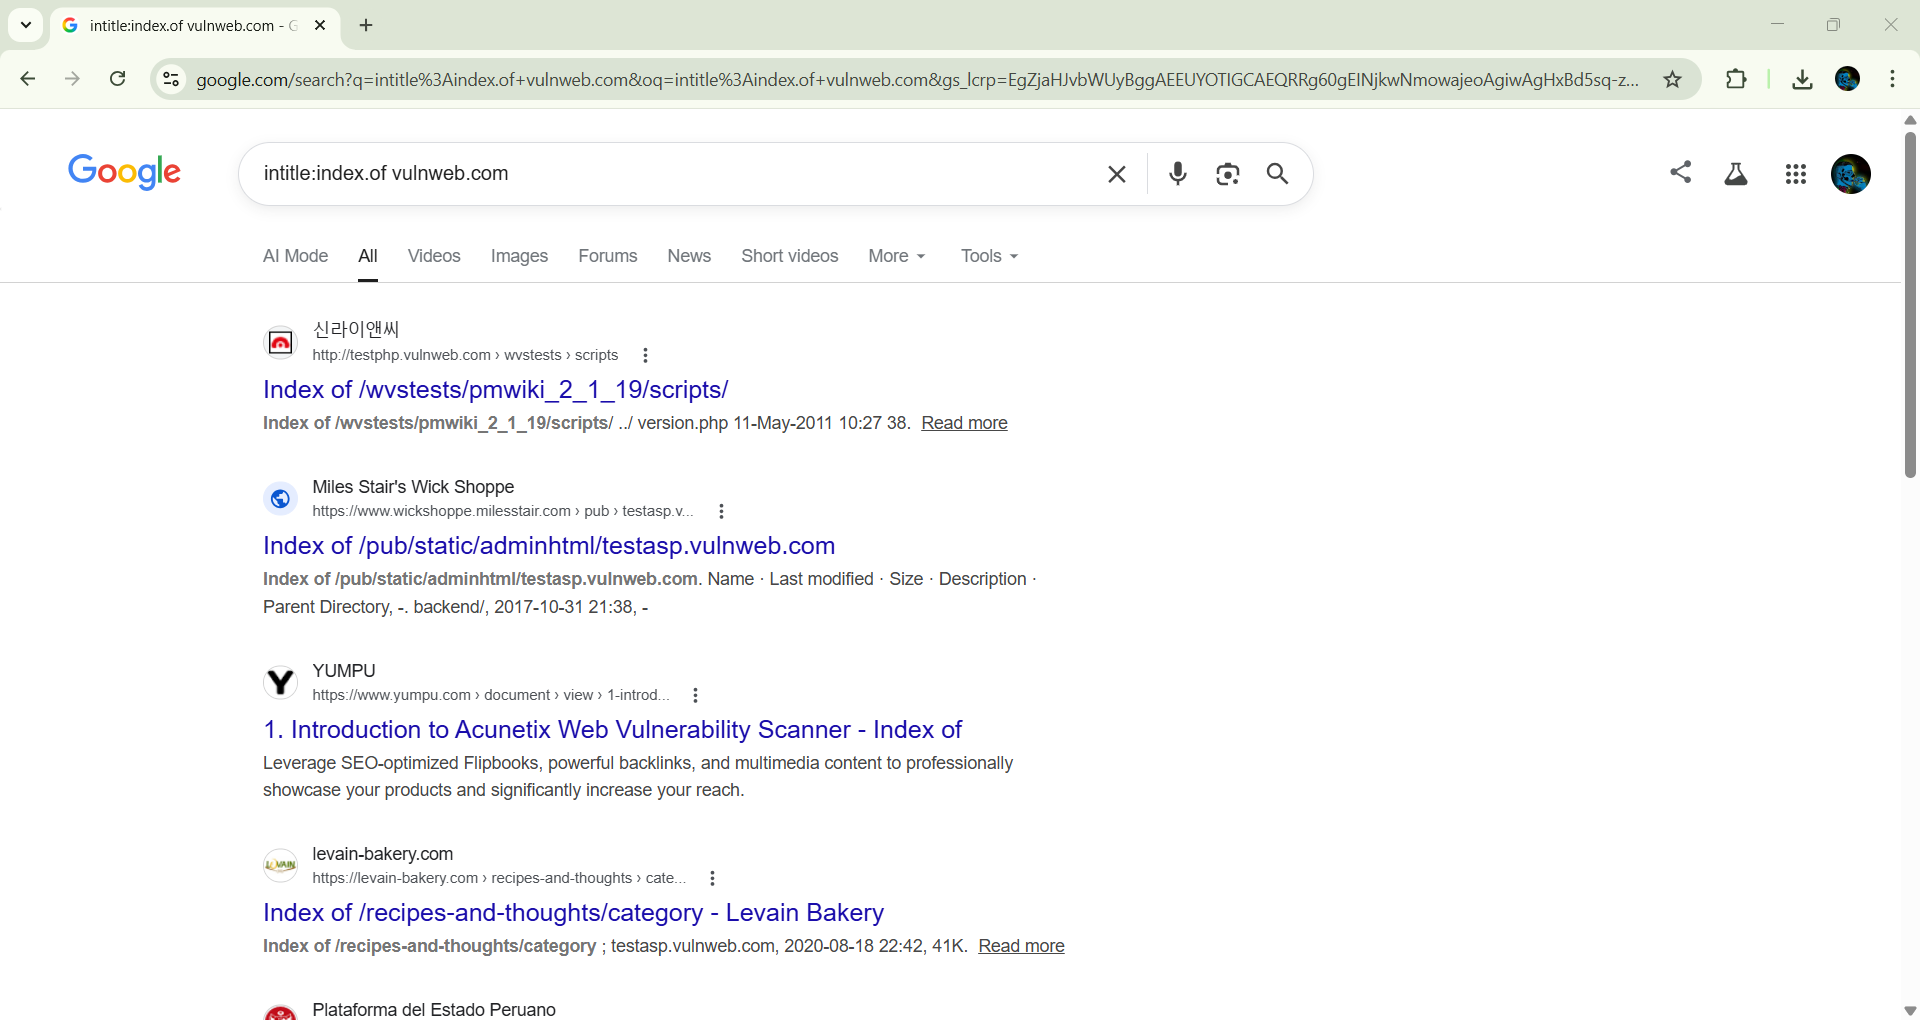 intitle:index.of vulnweb.com - G
google.com/search?q=intitle%3Aindex.of+vulnweb.com&oq=intitle%3Aindex.of+vulnweb.com&gs_lcrp=EgZjaHJvbWUyBggAEEUYOTIGCAEQRRg60gEINjkwNmowajeoAgiwAgHxBd5sq-z...
Google
intitle:index.of vulnweb.com
AI Mode
All
Videos
Images
Forums
News
Short videos
More
Tools
신라이앤씨
http://testphp.vulnweb.com › wvstests › scripts
Index of /wvstests/pmwiki_2_1_19/scripts/
Index of /wvstests/pmwiki_2_1_19/scripts/ ../ version.php 11-May-2011 10:27 38. Read more
Miles Stair's Wick Shoppe
https://www.wickshoppe.milesstair.com › pub › testasp.v...
Index of /pub/static/adminhtml/testasp.vulnweb.com
Index of /pub/static/adminhtml/testasp.vulnweb.com. Name · Last modified · Size · Description ·
Parent Directory, -. backend/, 2017-10-31 21:38, -
YUMPU
https://www.yumpu.com › document › view › 1-introd...
1. Introduction to Acunetix Web Vulnerability Scanner - Index of
Leverage SEO-optimized Flipbooks, powerful backlinks, and multimedia content to professionally
showcase your products and significantly increase your reach.
levain-bakery.com
https://levain-bakery.com › recipes-and-thoughts › cate...
Index of /recipes-and-thoughts/category - Levain Bakery
Index of /recipes-and-thoughts/category ; testasp.vulnweb.com, 2020-08-18 22:42, 41K. Read more
Plataforma del Estado Peruano